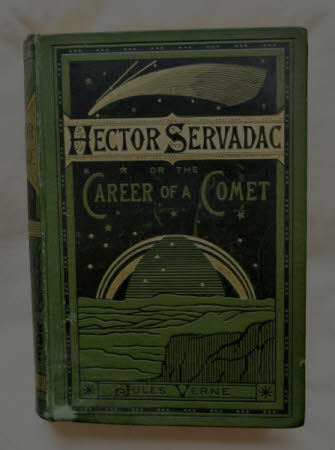 HECTOR SERVADAC
OR THE
CAREER OF A COMET
JULES VERNE